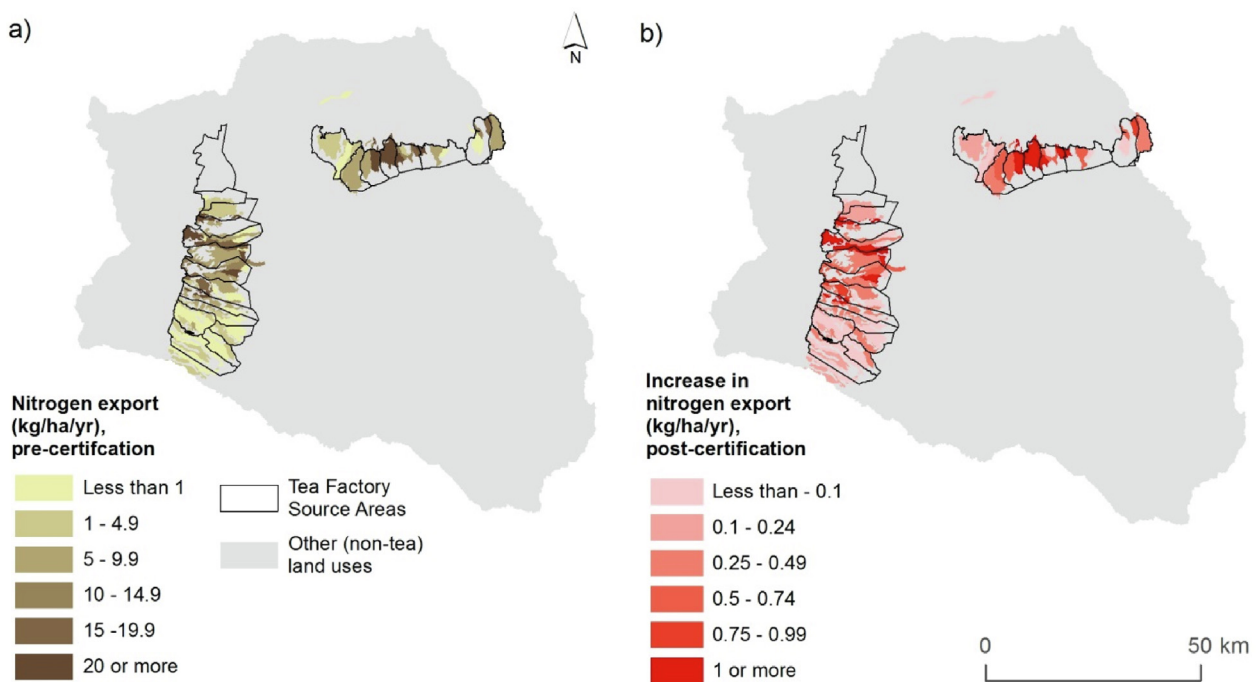 a)
N
b)
Nitrogen export
(kg/ha/yr),
pre-certifcation
Less than 1
1 - 4.9
5 - 9.9
10 - 14.9
15 -19.9
20 or more
Tea Factory
Source Areas
Other (non-tea)
land uses
Increase in
nitrogen export
(kg/ha/yr),
post-certification
Less than - 0.1
0.1 - 0.24
0.25 - 0.49
0.5 - 0.74
0.75 - 0.99
1 or more
0 50 km